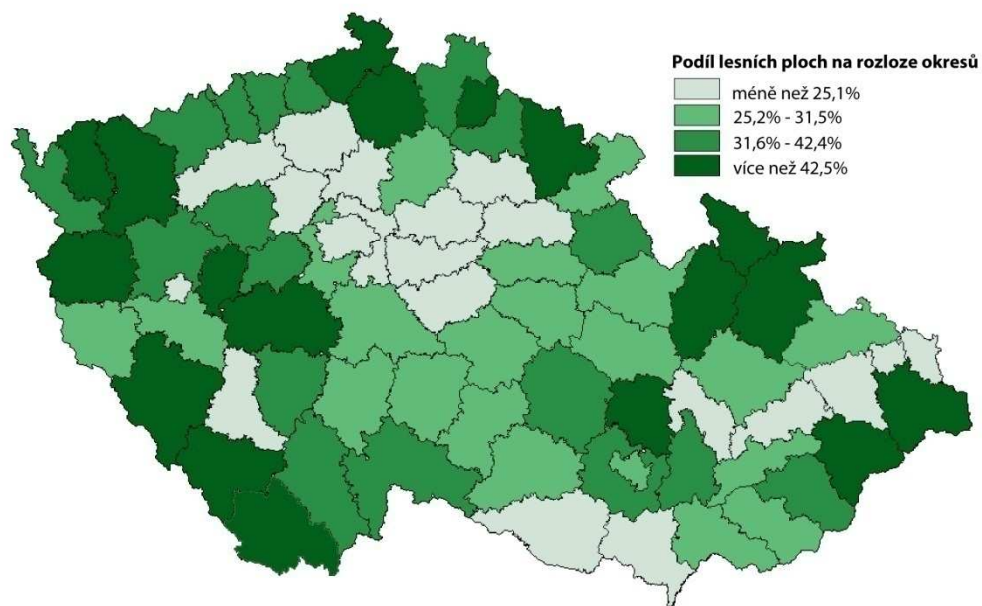 Podíl lesních ploch na rozloze okresů
méně než 25,1%
25,2% - 31,5%
31,6% - 42,4%
více než 42,5%